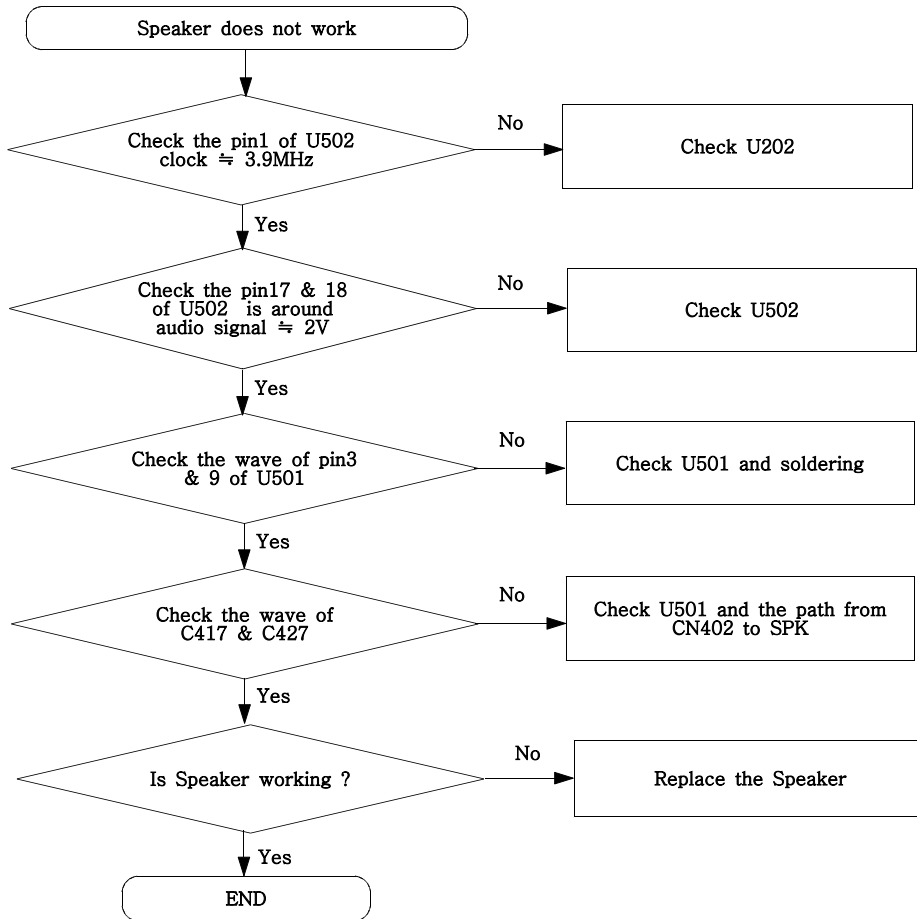 Speaker does not work
Check the pin1 of U502
clock ≒ 3.9MHz
No
Check U202
Yes
Check the pin17 & 18
of U502 is around
audio signal ≒ 2V
No
Check U502
Yes
Check the wave of pin3
& 9 of U501
No
Check U501 and soldering
Yes
Check the wave of
C417 & C427
No
Check U501 and the path from
CN402 to SPK
Yes
Is Speaker working ?
No
Replace the Speaker
Yes
END